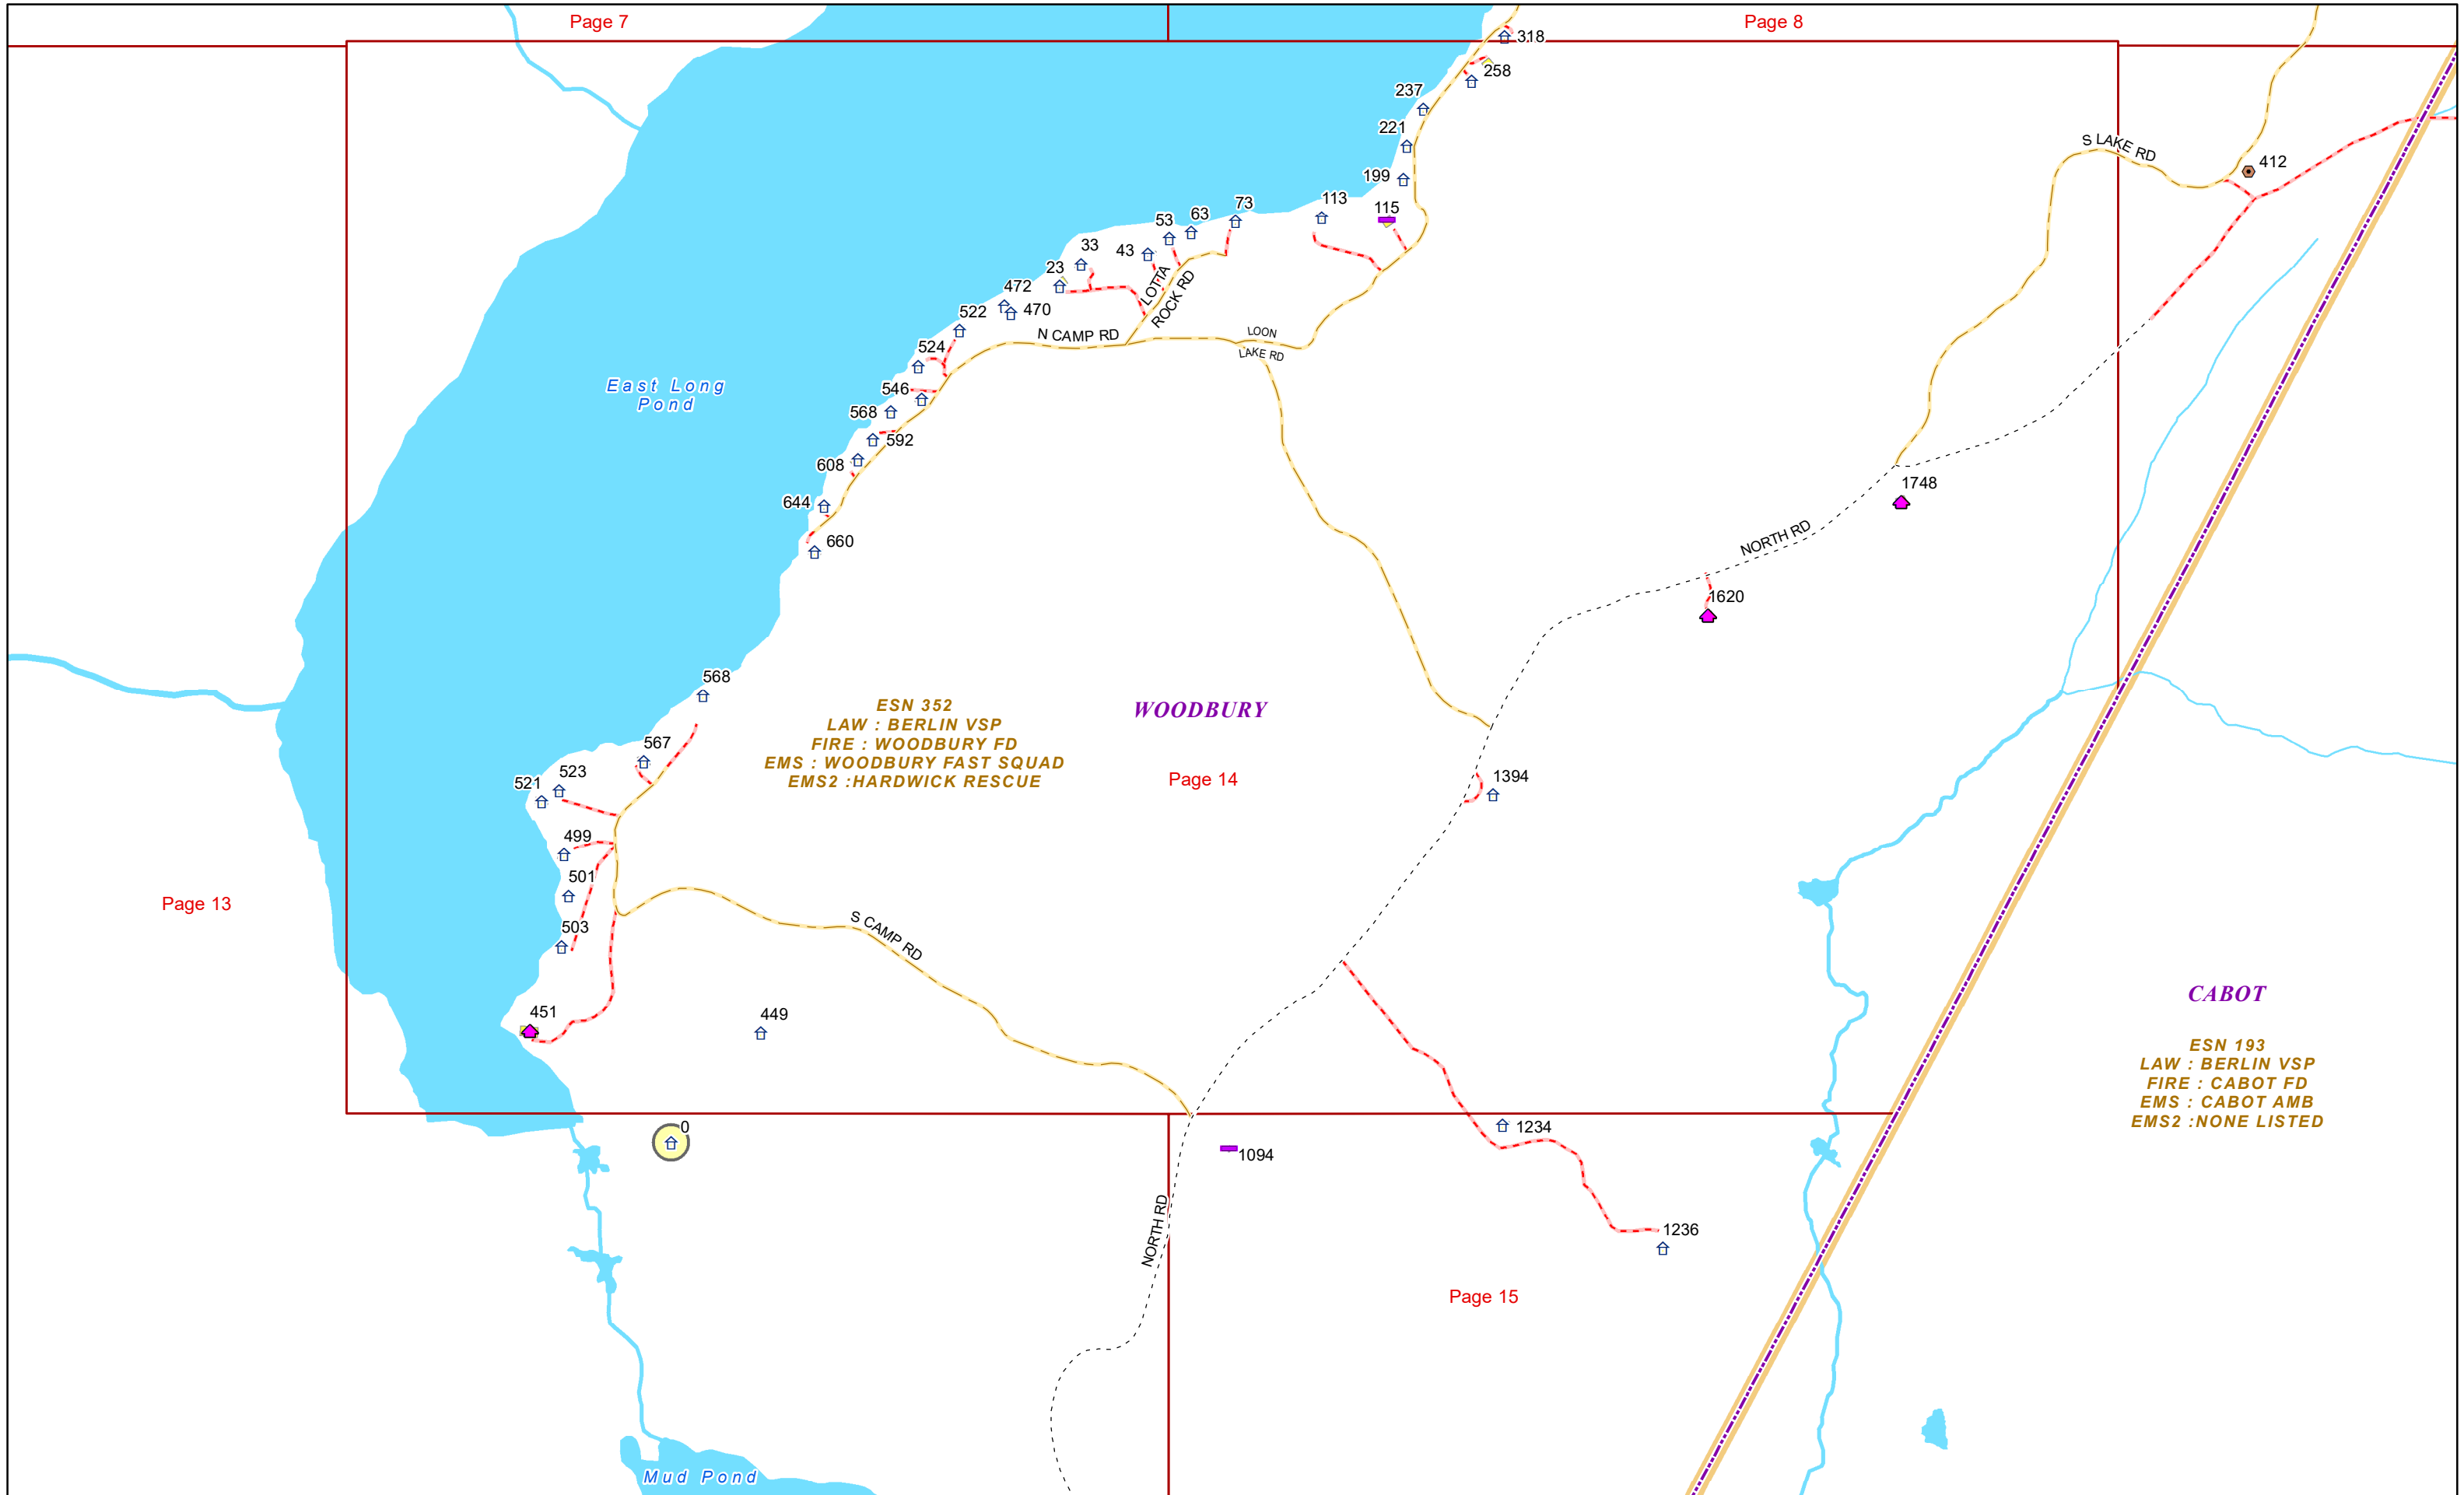 Page 7
Page 8
318
258
237
221
199
412
S LAKE RD
113
115
73
63
53
43
33
23
LOTTA
ROCK RD
472
470
522
N CAMP RD
LOON
LAKE RD
524
546
568
592
608
644
660
East Long
Pond
1748
NORTH RD
1620
568
ESN 352
LAW : BERLIN VSP
FIRE : WOODBURY FD
EMS : WOODBURY FAST SQUAD
EMS2 :HARDWICK RESCUE
WOODBURY
Page 14
567
523
521
1394
499
501
503
Page 13
S CAMP RD
451
449
CABOT
ESN 193
LAW : BERLIN VSP
FIRE : CABOT FD
EMS : CABOT AMB
EMS2 :NONE LISTED
0
1234
1094
NORTH RD
1236
Page 15
Mud Pond